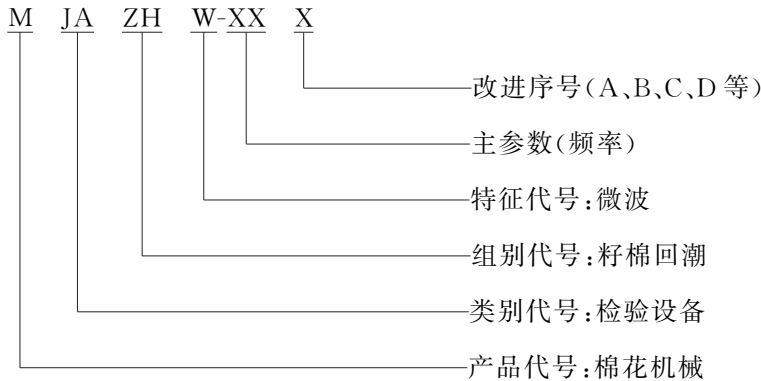 M JA ZH W-XX X
改进序号(A、B、C、D 等)
主参数(频率)
特征代号:微波
组别代号:籽棉回潮
类别代号:检验设备
产品代号:棉花机械